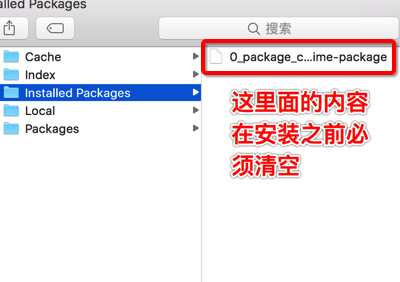 Installed Packages
搜索
Cache
0_package_c...ime-package
Index
Installed Packages
Local
Packages
这里面的内容
在安装之前必
须清空